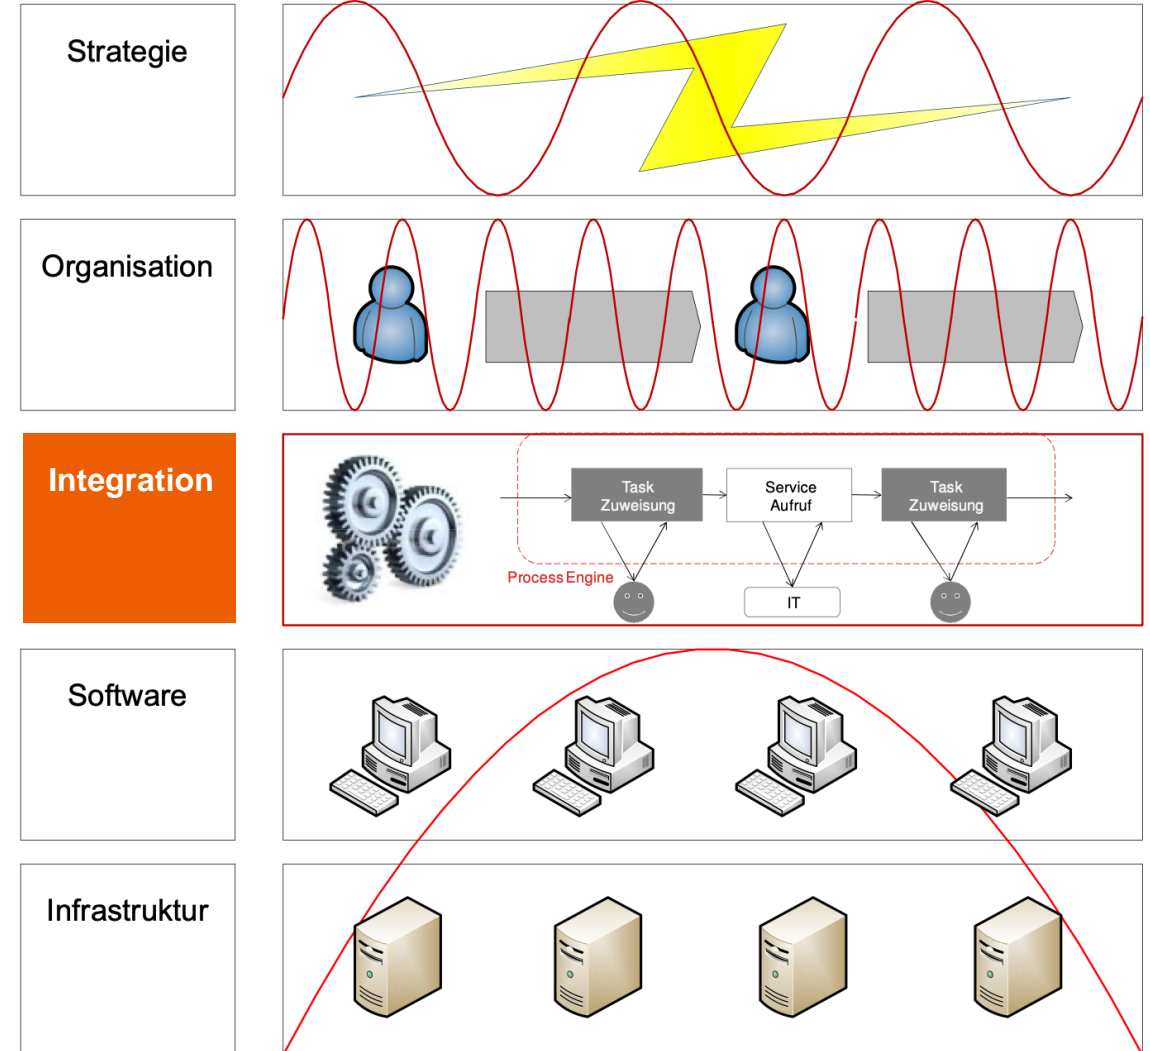 Strategie
Organisation
Integration
Task
Zuweisung
Service
Aufruf
Task
Zuweisung
Process Engine
IT
Software
Infrastruktur